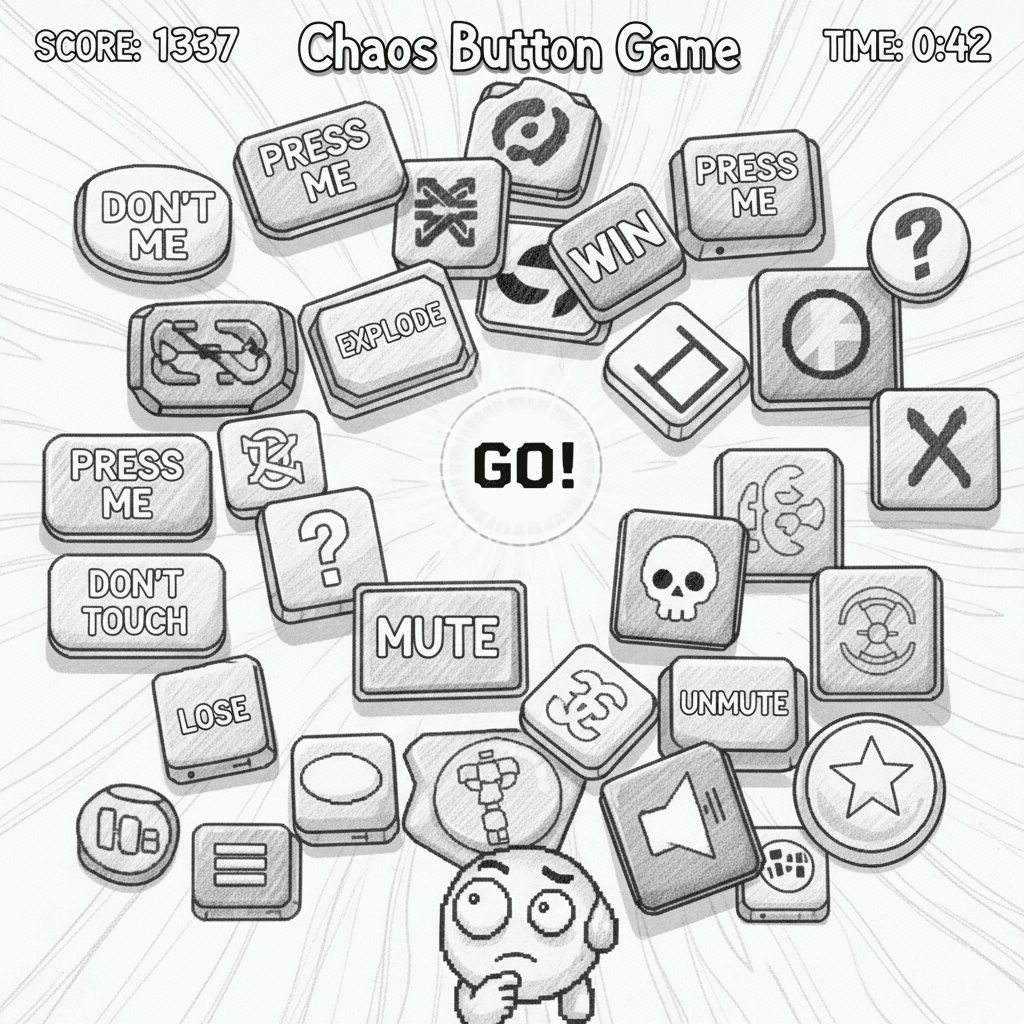 SCORE: 1337
Chaos Button Game
TIME: 0:42
PRESS
ME
PRESS
ME
DON'T
ME
WIN
?
EXPLODE
X
GO!
PRESS
ME
?
DON'T
TOUCH
MUTE
UNMUTE
LOSE